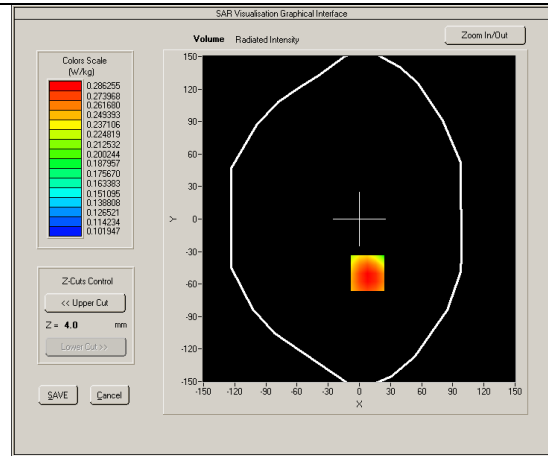 SAR Visualisation Graphical Interface
Volume Radiated Intensity
Zoom In/Out
Colors Scale
(W/kg)
0.286255
0.273968
0.261680
0.249393
0.237106
0.224819
0.212532
0.200244
0.187957
0.175670
0.163383
0.151095
0.138808
0.126521
0.114234
0.101947
Z-Cuts Control
<< Upper Cut
Z = 4.0 mm
Lower Cut >>
SAVE Cancel
150
120
90
60
30
Y 0
-30
-60
-90
-120
-150
-150 -120 -90 -60 -30 0 30 60 90 120 150
X